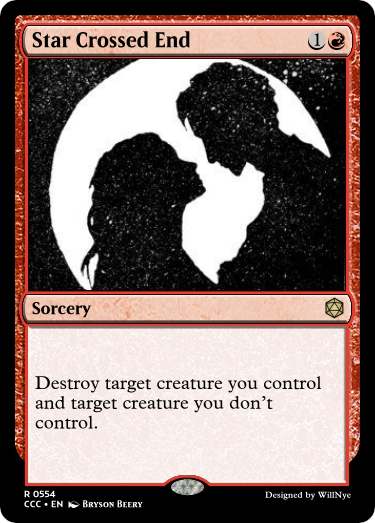 Star Crossed End 1
Sorcery
Destroy target creature you control
and target creature you don't
control.
R 0554
CCC • EN BRYSON BEERY
Designed by WillNye